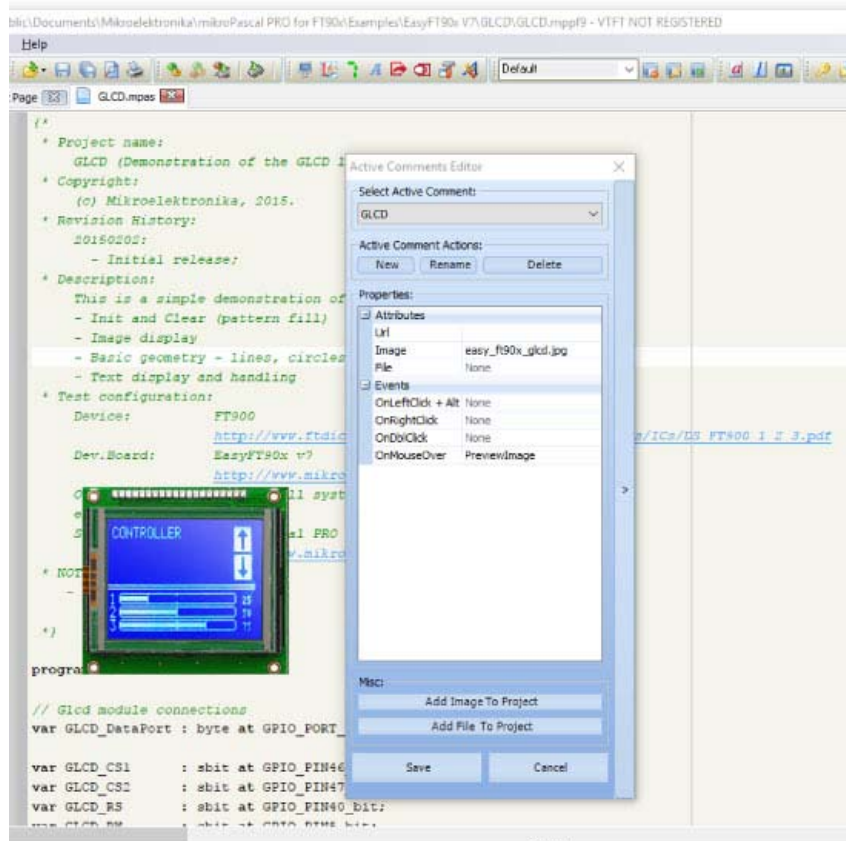 blic\Documents\Mikroelektronika\mikroPascal PRO for FT90x\Examples\EasyFT90x V7\GLCD\GLCD.mppf9 - VTFT NOT REGISTERED
Help
Default
Page
GLCD.mpas
(*
* Project name:
GLCD (Demonstration of the GLCD l
* Copyright:
(c) Mikroelektronika, 2015.
* Revision History:
20150202:
- Initial release;
* Description:
This is a simple demonstration of
- Init and Clear (pattern fill)
- Image display
- Basic geometry - lines, circles
- Text display and handling
* Test configuration:
Device: FT900
http://www.ftdic
s/ICs/DS_FT900_1_2_3.pdf
Dev.Board: EasyFT90x v7
http://www.mikro
ll syst
al PRO
w.mikro
* NOT
-
*)
progra
// Glcd module connections
var GLCD_DataPort : byte at GPIO_PORT_
var GLCD_CS1 : sbit at GPIO_PIN46
var GLCD_CS2 : sbit at GPIO_PIN47
var GLCD_RS : sbit at GPIO_PIN40_bit;
CONTROLLER
1 25
2
3
Active Comments Editor
Select Active Comment:
GLCD
Active Comment Actions:
New Rename Delete
Properties:
Attributes
Url
Image easy_ft90x_glcd.jpg
File None
Events
OnLeftClick + Alt None
OnRightClick None
OnDblClick None
OnMouseOver PreviewImage
>
Misc:
Add Image To Project
Add File To Project
Save Cancel